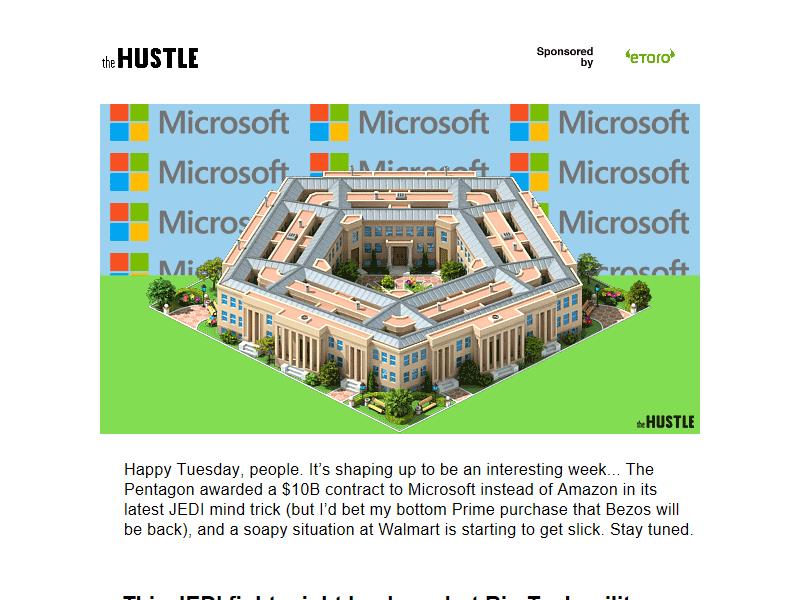 the HUSTLE
Sponsored by
eToro
Microsoft Microsoft Microsoft
Microsoft Microsoft Microsoft
Microsoft
the HUSTLE
Happy Tuesday, people. It’s shaping up to be an interesting week... The
Pentagon awarded a $10B contract to Microsoft instead of Amazon in its
latest JEDI mind trick (but I’d bet my bottom Prime purchase that Bezos will
be back), and a soapy situation at Walmart is starting to get slick. Stay tuned.